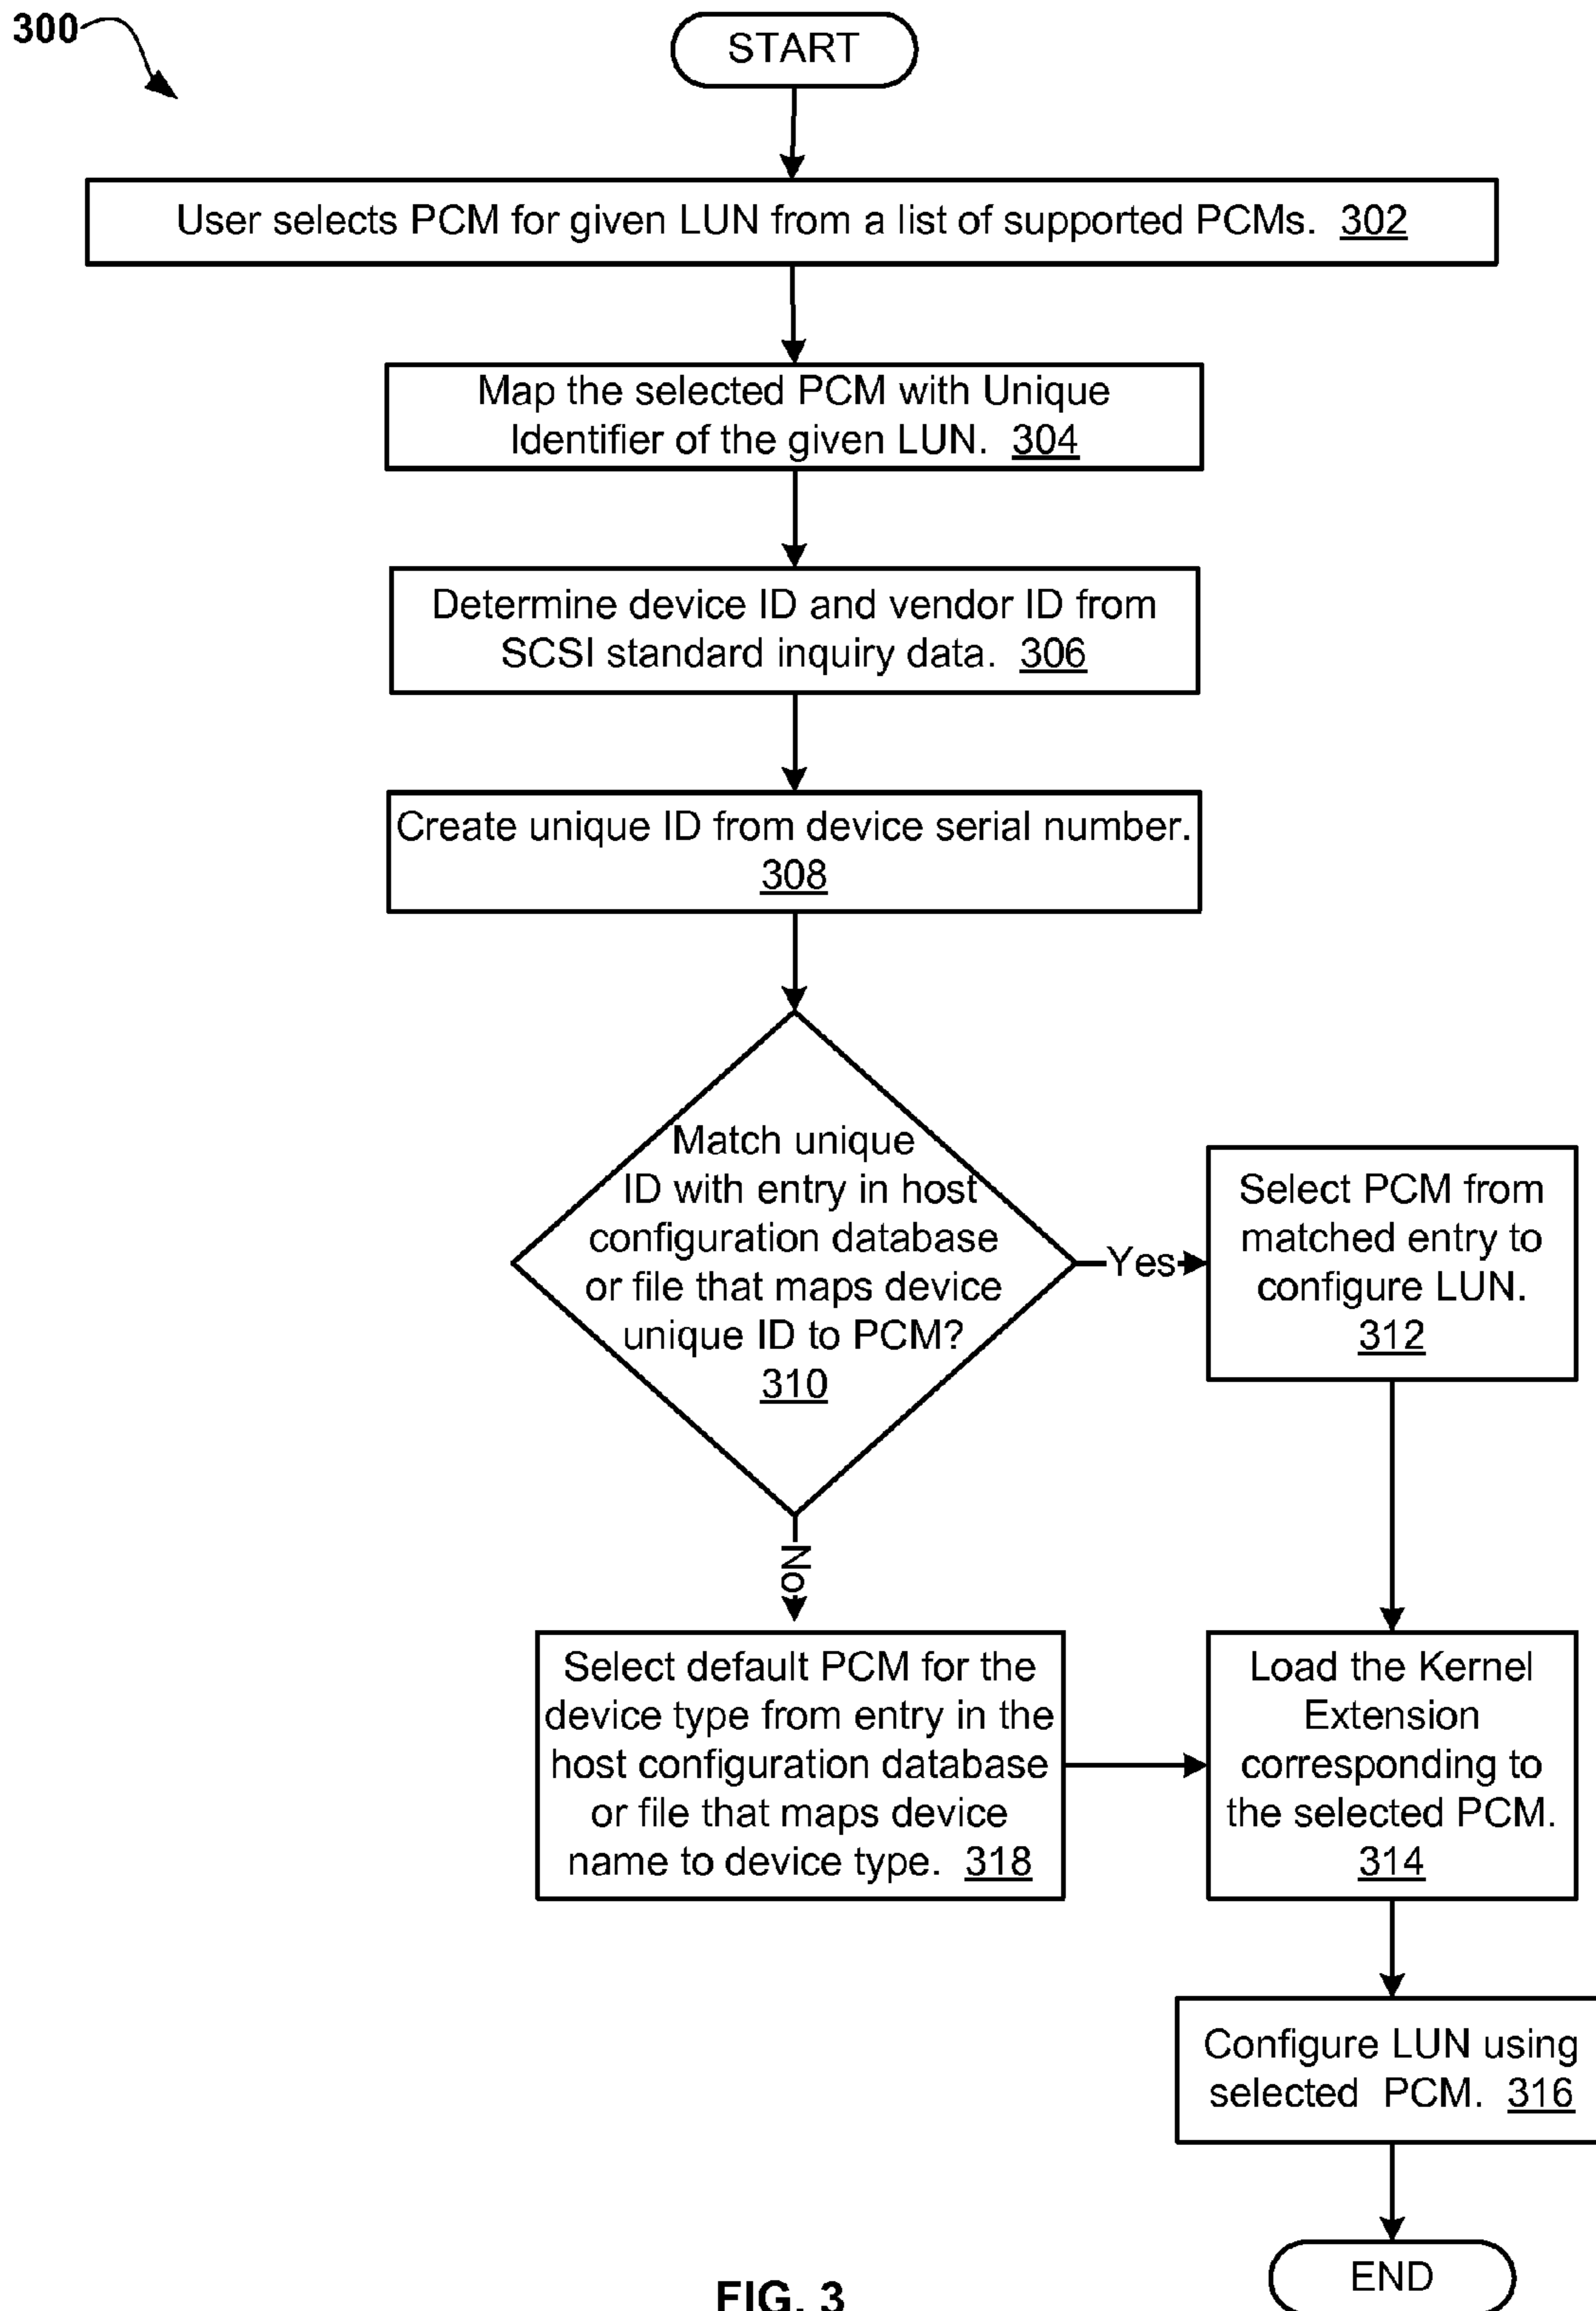 300
START
User selects PCM for given LUN from a list of supported PCMs. 302
Map the selected PCM with Unique
Identifier of the given LUN. 304
Determine device ID and vendor ID from
SCSI standard inquiry data. 306
Create unique ID from device serial number.
308
Match unique
ID with entry in host
configuration database
or file that maps device
unique ID to PCM?
310
Yes
Select PCM from
matched entry to
configure LUN.
312
No
Select default PCM for the
device type from entry in the
host configuration database
or file that maps device
name to device type. 318
Load the Kernel
Extension
corresponding to
the selected PCM.
314
Configure LUN using
selected PCM. 316
END
FIG. 3